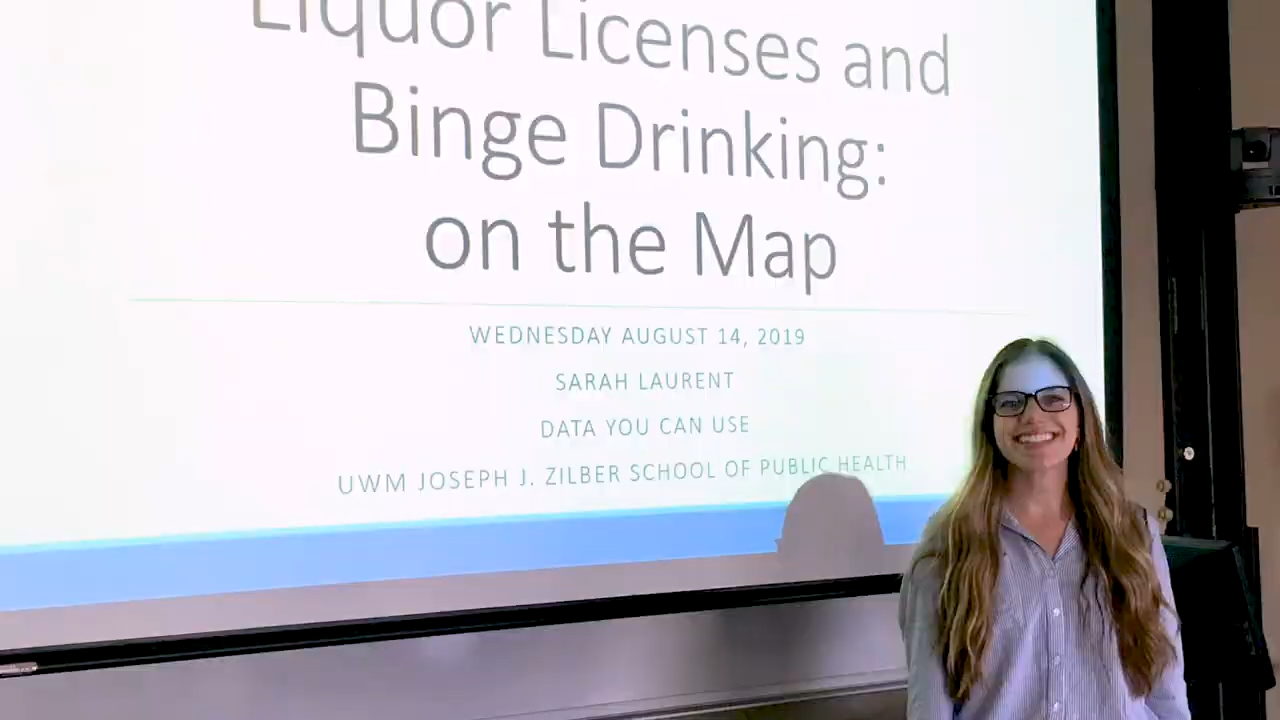 Liquor Licenses and
Binge Drinking:
on the Map
WEDNESDAY AUGUST 14, 2019
SARAH LAURENT
DATA YOU CAN USE
UWM JOSEPH J. ZILBER SCHOOL OF PUBLIC HEALTH